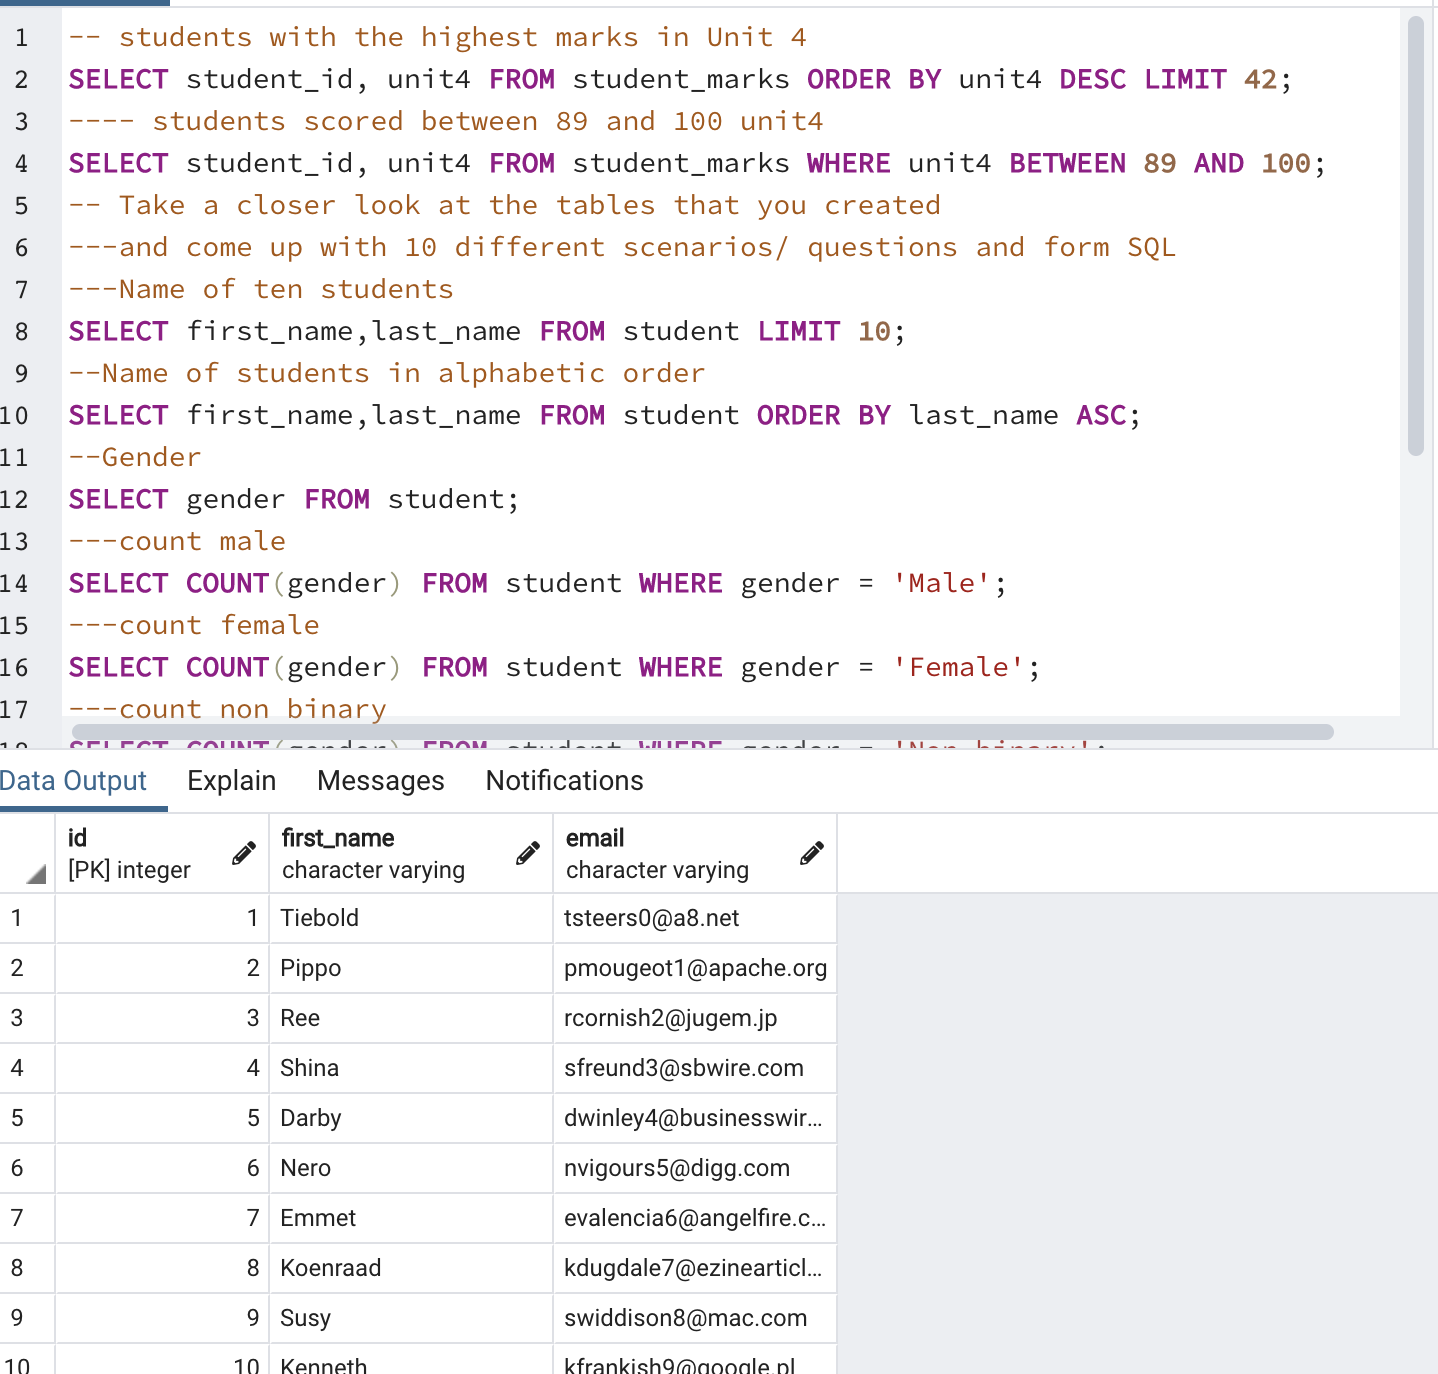 1 -- students with the highest marks in Unit 4
2 SELECT student_id, unit4 FROM student_marks ORDER BY unit4 DESC LIMIT 42;
3 ---- students scored between 89 and 100 unit4
4 SELECT student_id, unit4 FROM student_marks WHERE unit4 BETWEEN 89 AND 100;
5 -- Take a closer look at the tables that you created
6 ---and come up with 10 different scenarios/ questions and form SQL
7 ---Name of ten students
8 SELECT first_name,last_name FROM student LIMIT 10;
9 --Name of students in alphabetic order
10 SELECT first_name,last_name FROM student ORDER BY last_name ASC;
11 --Gender
12 SELECT gender FROM student;
13 ---count male
14 SELECT COUNT(gender) FROM student WHERE gender = 'Male';
15 ---count female
16 SELECT COUNT(gender) FROM student WHERE gender = 'Female';
17 ---count non binary
18 SELECT COUNT(gender) FROM student WHERE gender = 'Non-binary';
Data Output Explain Messages Notifications
id first_name email
[PK] integer character varying character varying
1 1 Tiebold tsteers0@a8.net
2 2 Pippo pmougeot1@apache.org
3 3 Ree rcornish2@jugem.jp
4 4 Shina sfreund3@sbwire.com
5 5 Darby dwinley4@businesswir...
6 6 Nero nvigours5@digg.com
7 7 Emmet evalencia6@angelfire.c...
8 8 Koenraad kdugdale7@ezinearticl...
9 9 Susy swiddison8@mac.com
10 10 Kenneth kfrankish9@google.pl